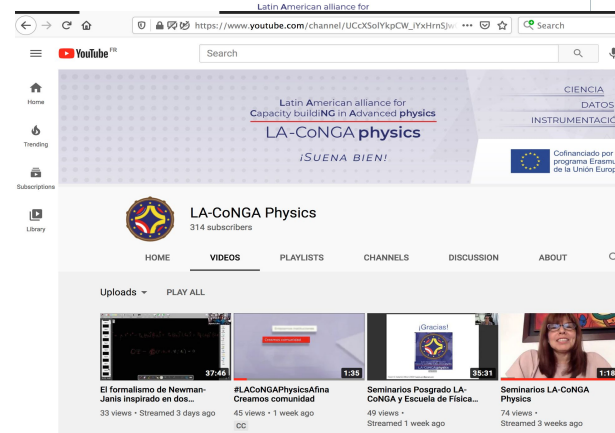 Latin American alliance for
https://www.youtube.com/channel/UCcXSolYkpCW_iYxHrnSJw
Search
YouTube FR
Search
Home
Trending
Subscriptions
Library
Latin American alliance for
Capacity buildiNG in Advanced physics
LA-CoNGA physics
¡SUENA BIEN!
CIENCIA
DATOS
INSTRUMENTACIÓ
Cofinanciado por
programa Erasmu
de la Unión Europ
LA-CoNGA Physics
314 subscribers
HOME VIDEOS PLAYLISTS CHANNELS DISCUSSION ABOUT
Uploads PLAY ALL
37:46
El formalismo de Newman-
Janis inspirado en dos...
33 views • Streamed 3 days ago
1:35
#LACoNGAPhysicsAfina
Creamos comunidad
45 views • 1 week ago
CC
¡Gracias!
35:31
Seminarios Posgrado LA-
CoNGA y Escuela de Física...
49 views •
Streamed 1 week ago
1:18
Seminarios LA-CoNGA
Physics
74 views •
Streamed 3 weeks ago